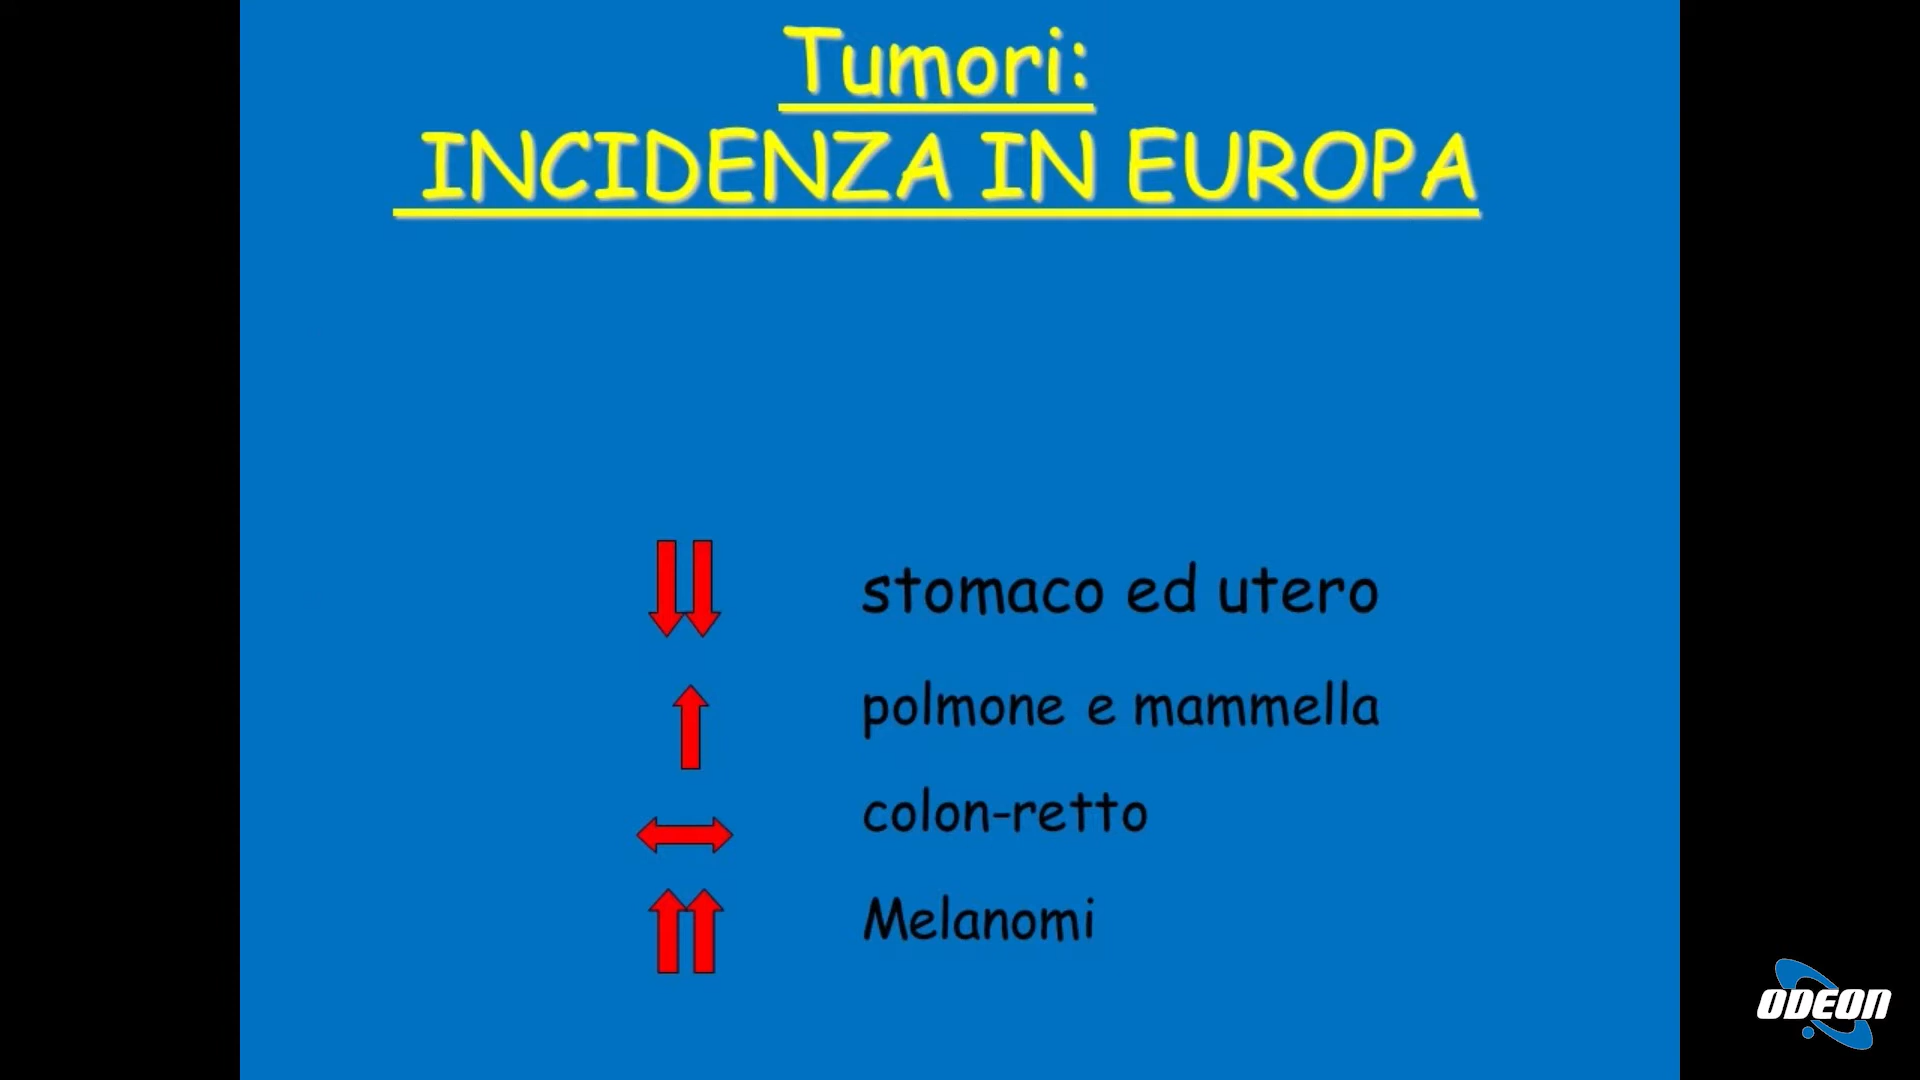 Tumori:
INCIDENZA IN EUROPA
stomaco ed utero
polmone e mammella
colon-retto
Melanomi
ODEON